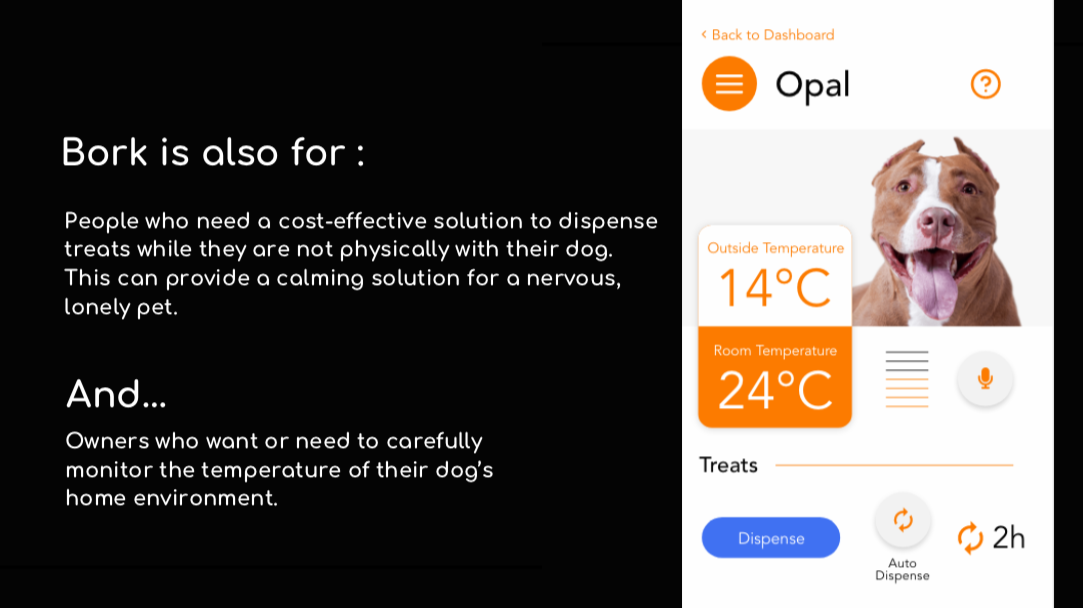 Bork is also for :
People who need a cost-effective solution to dispense
treats while they are not physically with their dog.
This can provide a calming solution for a nervous,
lonely pet.
And...
Owners who want or need to carefully
monitor the temperature of their dog's
home environment.
< Back to Dashboard
Opal
?
Outside Temperature
14°C
Room Temperature
24°C
Treats
Dispense
Auto
Dispense
2h